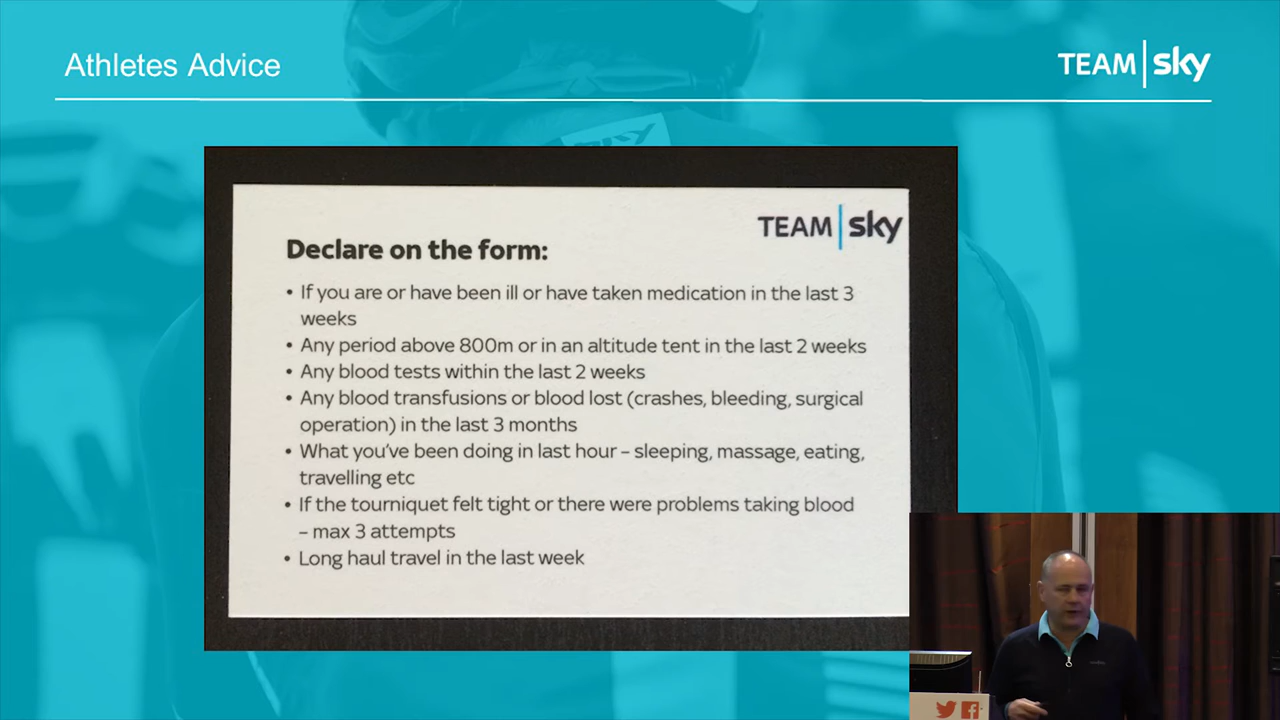 Athletes Advice
TEAM sky
TEAM sky
Declare on the form:
• If you are or have been ill or have taken medication in the last 3
weeks
• Any period above 800m or in an altitude tent in the last 2 weeks
• Any blood tests within the last 2 weeks
• Any blood transfusions or blood lost (crashes, bleeding, surgical
operation) in the last 3 months
• What you've been doing in last hour – sleeping, massage, eating,
travelling etc
• If the tourniquet felt tight or there were problems taking blood
– max 3 attempts
• Long haul travel in the last week